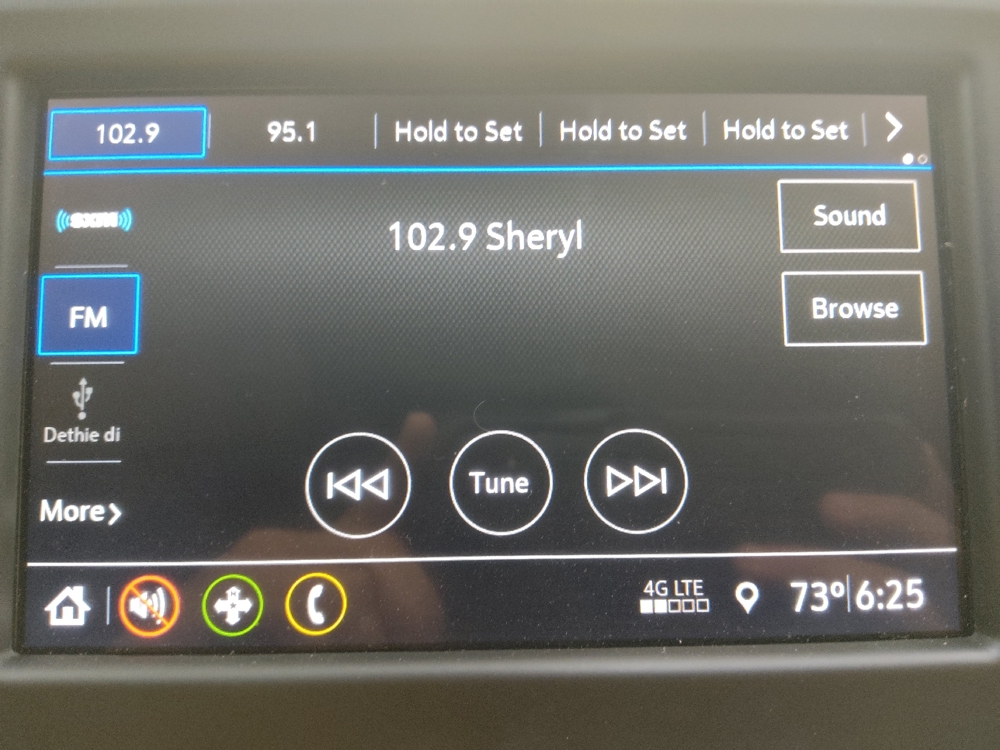 102.9 95.1 Hold to Set Hold to Set Hold to Set
SXM
102.9 Sheryl
Sound
FM
Browse
Dethie di
Tune
More
4G LTE
73° 6:25